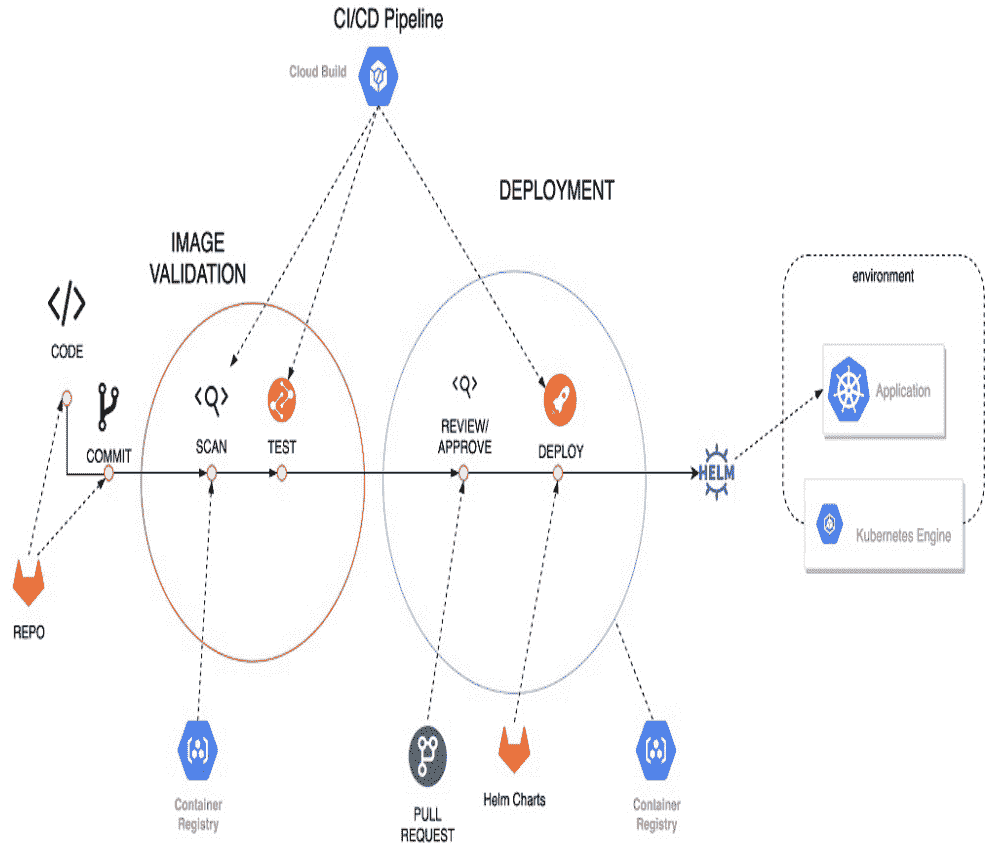 CI/CD Pipeline
Cloud Build
DEPLOYMENT
IMAGE
VALIDATION
environment
CODE
Application
COMMIT
SCAN
TEST
REVIEW/
APPROVE
DEPLOY
HELM
Kubernetes Engine
REPO
Container
Registry
PULL
REQUEST
Helm Charts
Container
Registry